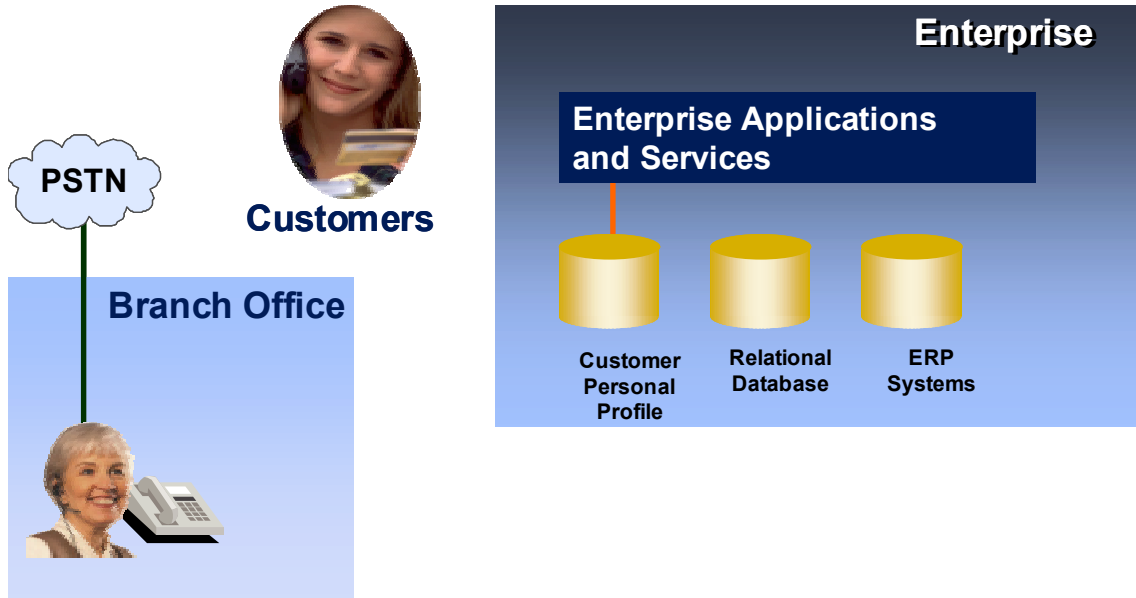 Enterprise
Enterprise Applications
and Services
PSTN
Customers
Branch Office
Customer
Personal
Profile
Relational
Database
ERP
Systems